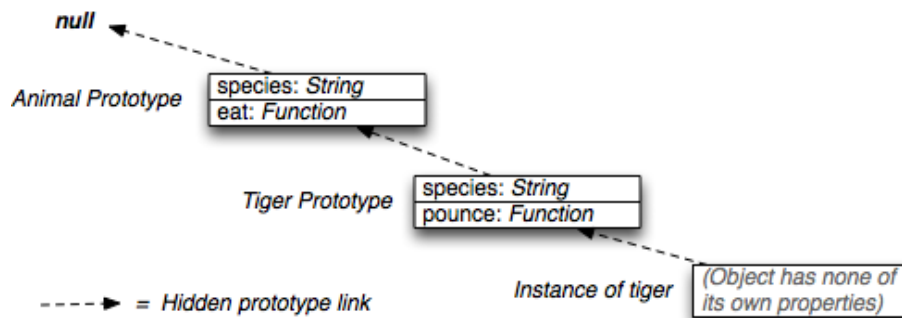 null
Animal Prototype
species: String
eat: Function
Tiger Prototype
species: String
pounce: Function
Instance of tiger
(Object has none of
its own properties)
= Hidden prototype link